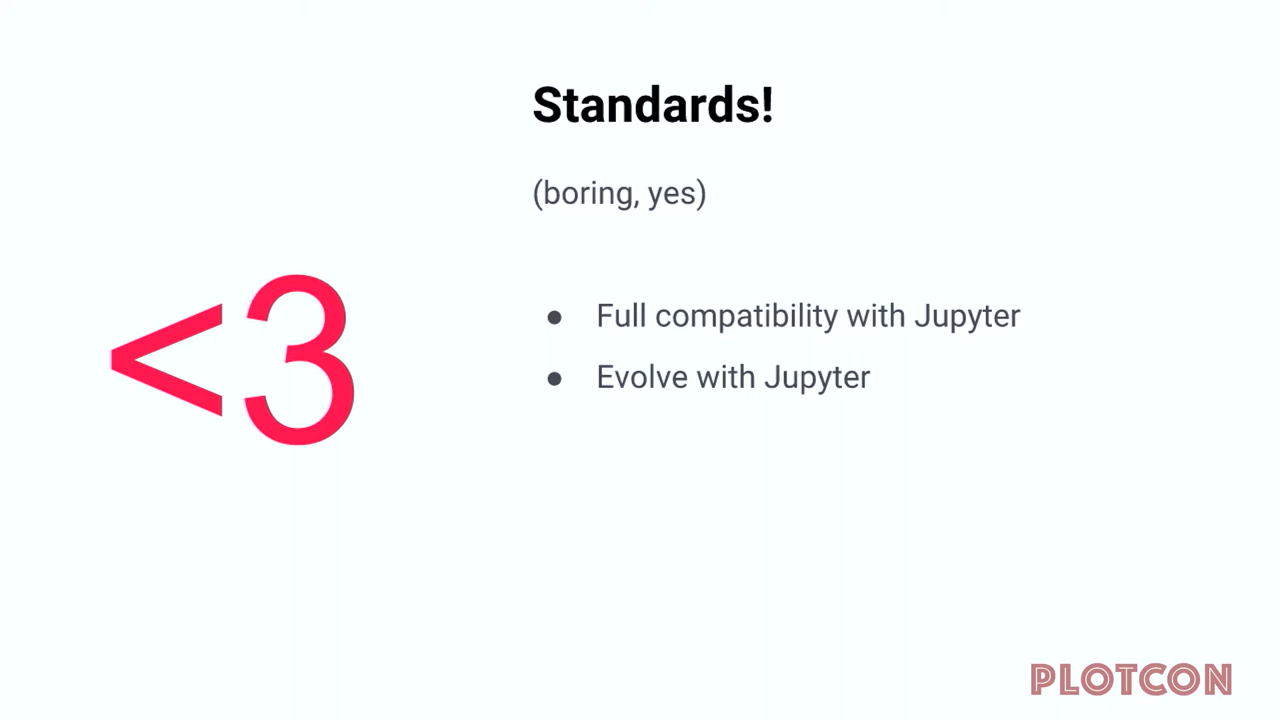 Standards!
(boring, yes)
<3
● Full compatibility with Jupyter
● Evolve with Jupyter
PLOTCON